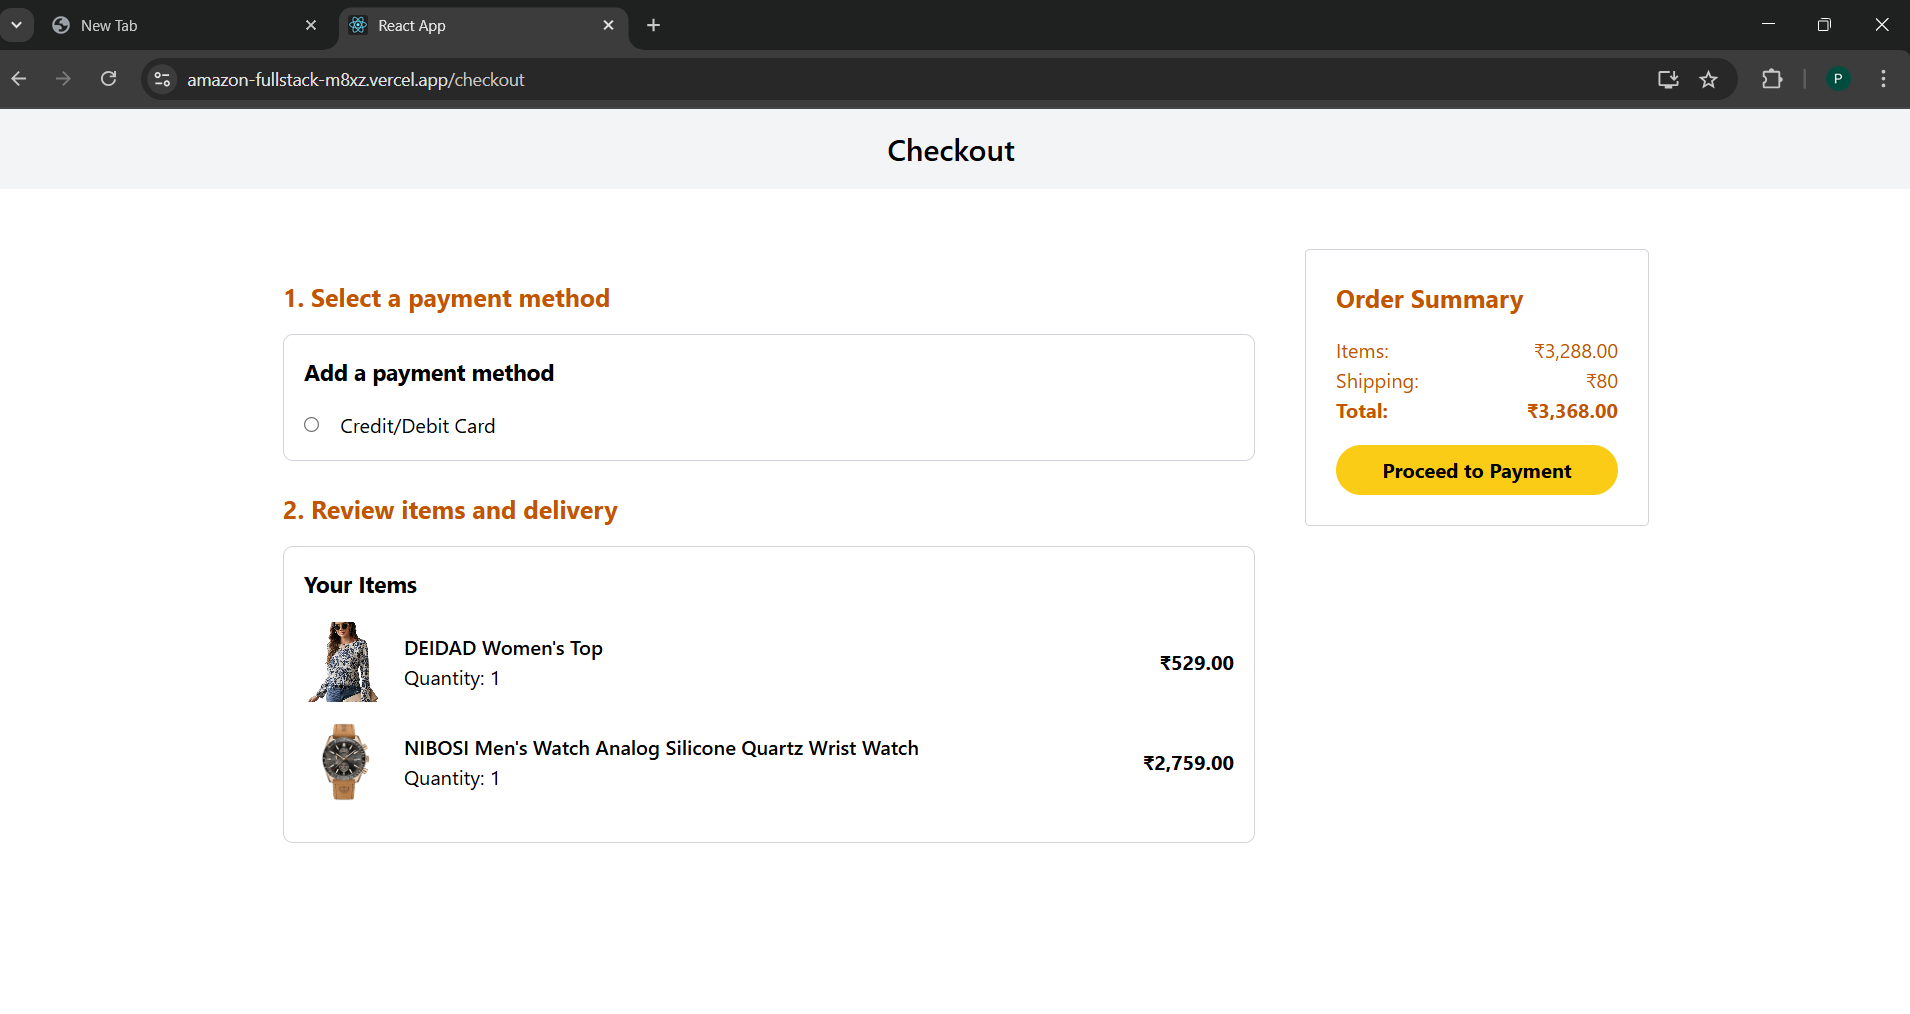 New Tab
React App
amazon-fullstack-m8xz.vercel.app/checkout
P
Checkout
1. Select a payment method
Add a payment method
Credit/Debit Card
2. Review items and delivery
Your Items
DEIDAD Women's Top
Quantity: 1
₹529.00
NIBOSI Men's Watch Analog Silicone Quartz Wrist Watch
Quantity: 1
₹2,759.00
Order Summary
Items: ₹3,288.00
Shipping: ₹80
Total: ₹3,368.00
Proceed to Payment